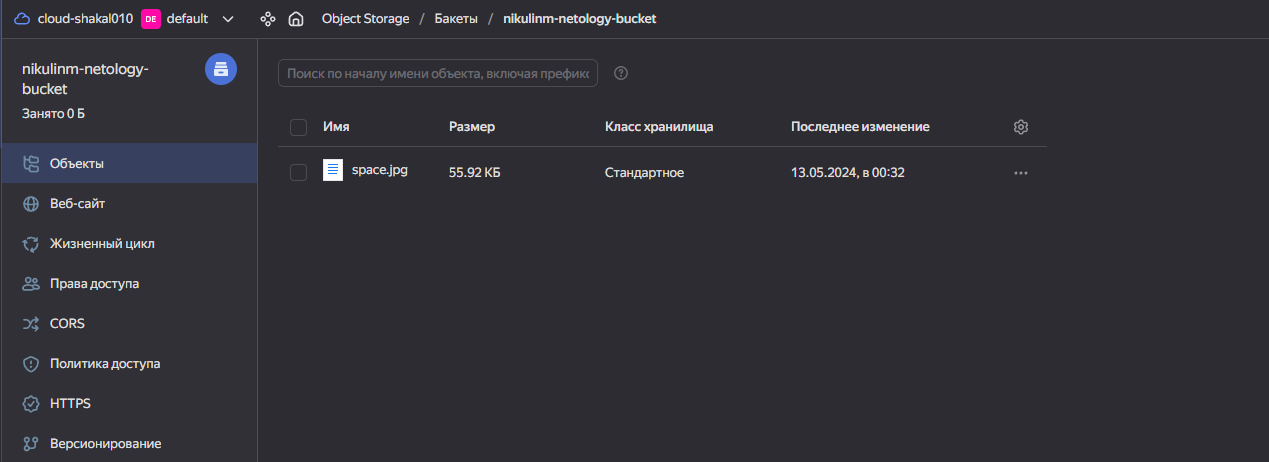 cloud-shakal010 DE default Object Storage / Бакеты / nikulinm-netology-bucket
nikulinm-netology-
bucket
Занято 0 Б
Объекты
Веб-сайт
Жизненный цикл
Права доступа
CORS
Политика доступа
HTTPS
Версионирование
Поиск по началу имени объекта, включая префикс
Имя Размер Класс хранилища Последнее изменение
space.jpg 55.92 КБ Стандартное 13.05.2024, в 00:32